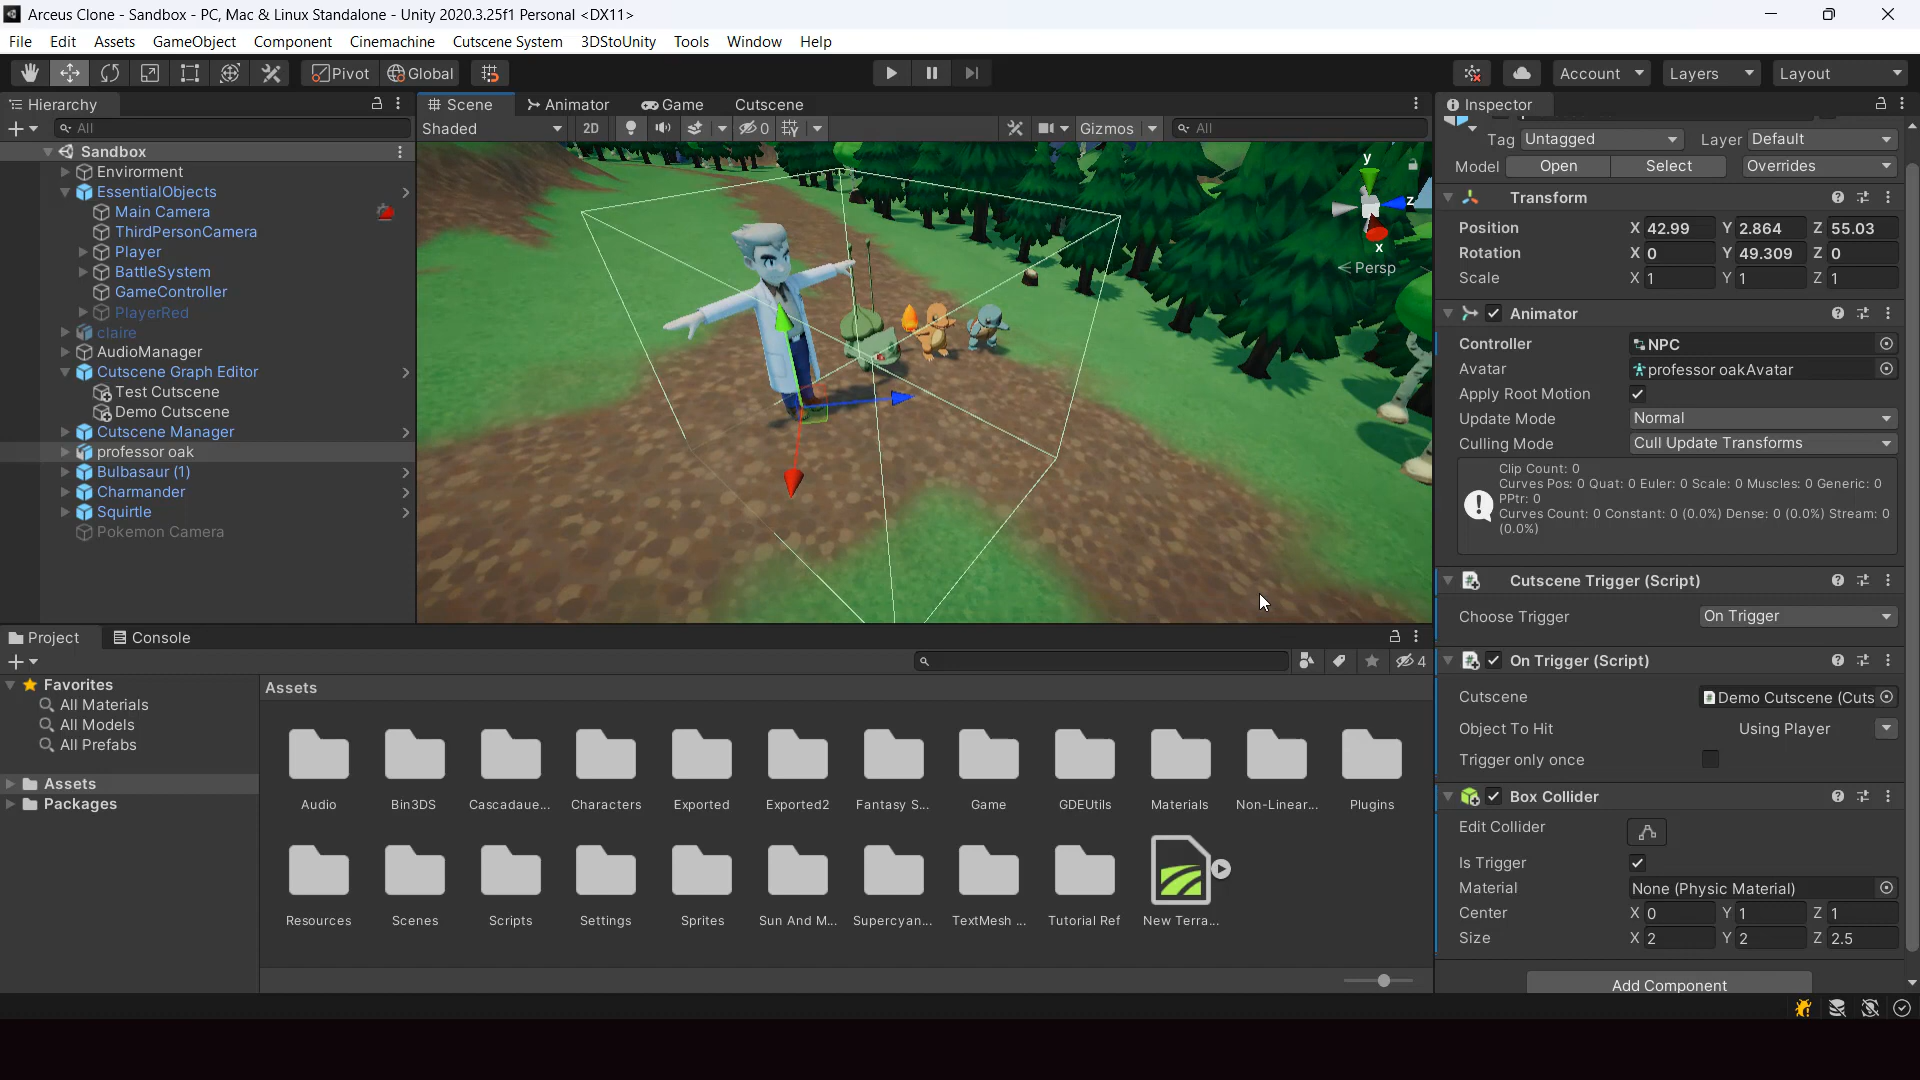 Arceus Clone - Sandbox - PC, Mac & Linux Standalone - Unity 2020.3.25f1 Personal <DX11>
File Edit Assets GameObject Component Cinemachine Cutscene System 3DStoUnity Tools Window Help
Pivot Global Account Layers Layout
Hierarchy
All
Sandbox
Envirorment
EssentialObjects
Main Camera
ThirdPersonCamera
Player
BattleSystem
GameController
PlayerRed
claire
AudioManager
Cutscene Graph Editor
Test Cutscene
Demo Cutscene
Cutscene Manager
professor oak
Bulbasaur (1)
Charmander
Squirtle
Pokemon Camera
Scene Animator Game Cutscene
Shaded 2D 0 Gizmos All
y
z
x
Persp
Inspector
Tag Untagged Layer Default
Model Open Select Overrides
Transform
Position X 42.99 Y 2.864 Z 55.03
Rotation X 0 Y 49.309 Z 0
Scale X 1 Y 1 Z 1
Animator
Controller NPC
Avatar professor oakAvatar
Apply Root Motion
Update Mode Normal
Culling Mode Cull Update Transforms
Clip Count: 0
Curves Pos: 0 Quat: 0 Euler: 0 Scale: 0 Muscles: 0 Generic: 0
PPtr: 0
Curves Count: 0 Constant: 0 (0.0%) Dense: 0 (0.0%) Stream: 0
(0.0%)
Cutscene Trigger (Script)
Choose Trigger On Trigger
On Trigger (Script)
Cutscene Demo Cutscene (Cuts
Object To Hit Using Player
Trigger only once
Box Collider
Edit Collider
Is Trigger
Material None (Physic Material)
Center X 0 Y 1 Z 1
Size X 2 Y 2 Z 2.5
Add Component
Project Console
4
Favorites
All Materials
All Models
All Prefabs
Assets
Packages
Assets
Audio Bin3DS Cascadaue... Characters Exported Exported2 Fantasy S... Game GDEUtils Materials Non-Linear... Plugins
Resources Scenes Scripts Settings Sprites Sun And M... Supercyan... TextMesh ... Tutorial Ref New Terra...